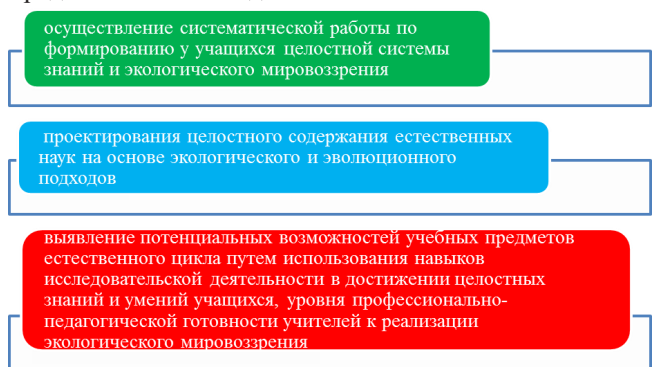 осуществление систематической работы по
формированию у учащихся целостной системы
знаний и экологического мировоззрения
проектирования целостного содержания естественных
наук на основе экологического и эволюционного
подходов
выявление потенциальных возможностей учебных предметов
естественного цикла путем использования навыков
исследовательской деятельности в достижении целостных
знаний и умений учащихся, уровня профессионально-
педагогической готовности учителей к реализации
экологического мировоззрения